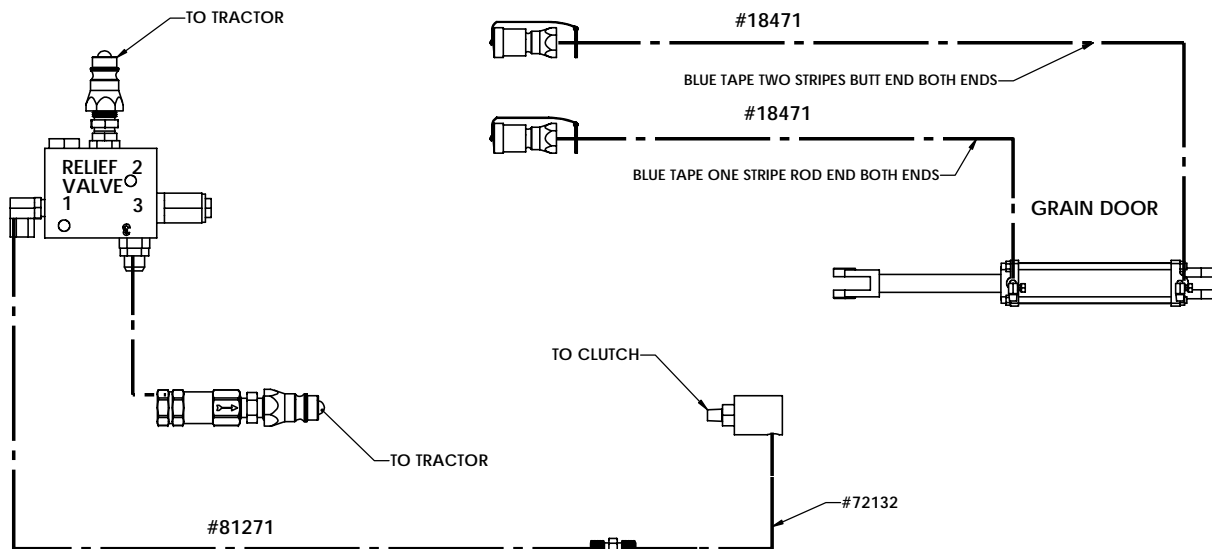 TO TRACTOR
#18471
BLUE TAPE TWO STRIPES BUTT END BOTH ENDS
#18471
BLUE TAPE ONE STRIPE ROD END BOTH ENDS
RELIEF 2
VALVE
1 3
GRAIN DOOR
TO CLUTCH
TO TRACTOR
#72132
#81271